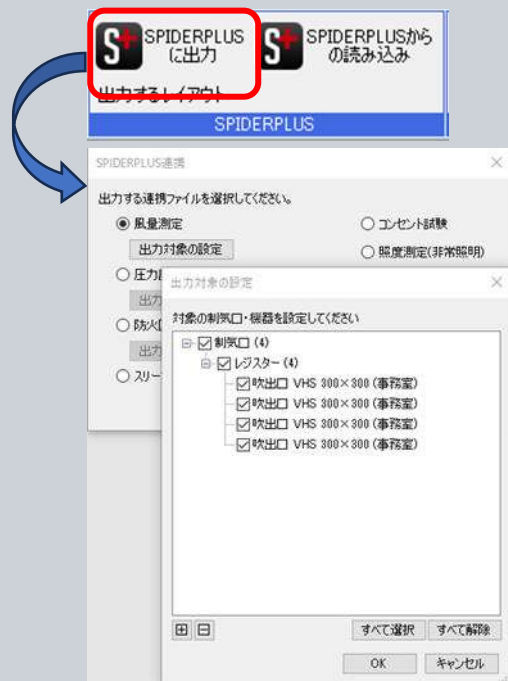 SPIDERPLUS
に出力
SPIDERPLUSから
の読み込み
出力するレイアウト
SPIDERPLUS
SPIDERPLUS連携
出力する連携ファイルを選択してください。
風量測定
コンセント試験
出力対象の設定
照度測定(非常照明)
圧力
出力
防火
出力
スリー
出力対象の設定
対象の制気口・機器を設定してください
制気口 (4)
レジスター (4)
吹出口 VHS 300×300 (事務室)
吹出口 VHS 300×300 (事務室)
吹出口 VHS 300×300 (事務室)
吹出口 VHS 300×300 (事務室)
すべて選択 すべて解除
OK キャンセル